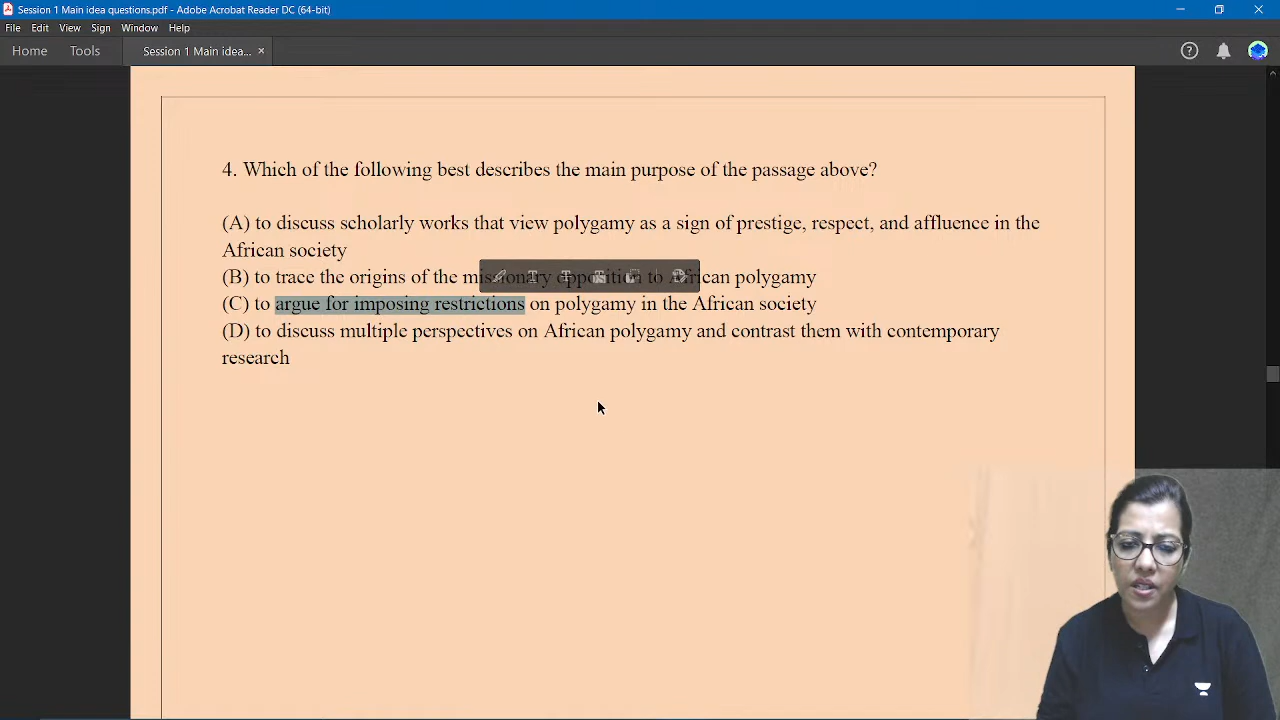 Session 1 Main idea questions.pdf - Adobe Acrobat Reader DC (64-bit)
File Edit View Sign Window Help
Home Tools Session 1 Main idea... ×
4. Which of the following best describes the main purpose of the passage above?
(A) to discuss scholarly works that view polygamy as a sign of prestige, respect, and affluence in the
African society
(B) to trace the origins of the missionary opposition to African polygamy
(C) to argue for imposing restrictions on polygamy in the African society
(D) to discuss multiple perspectives on African polygamy and contrast them with contemporary
research